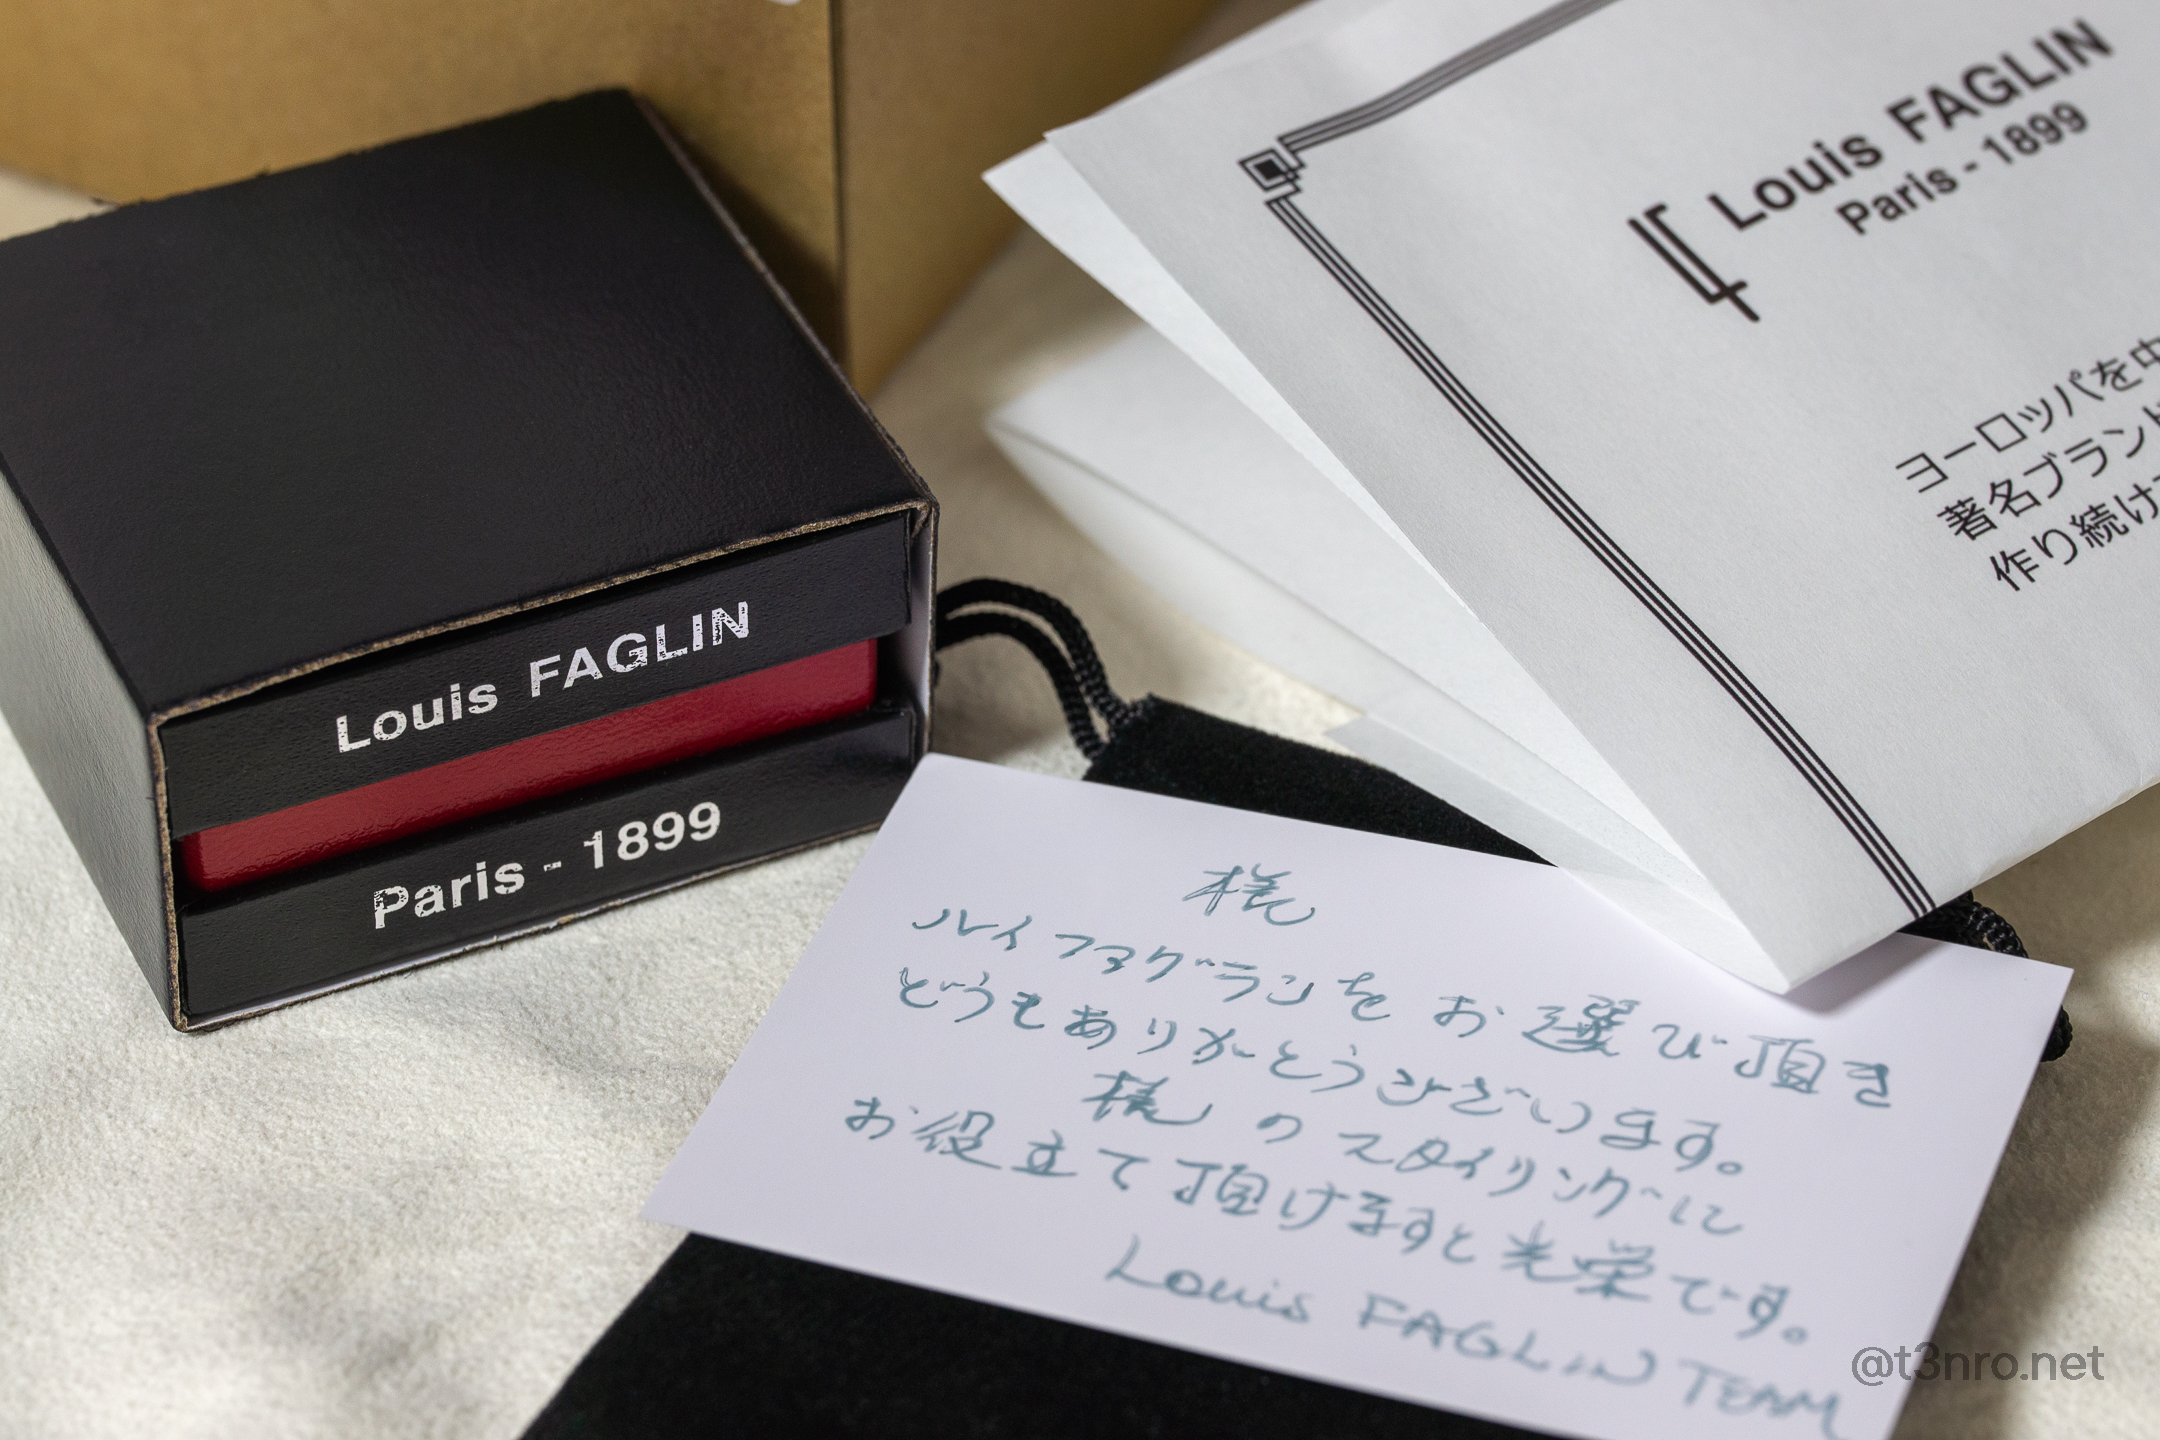 Louis FAGLIN
Paris - 1899
Louis FAGLIN
Paris - 1899
ヨーロッパを中
著名ブランド
作り続け
様
ルイファグランをお選び頂き
どうもありがとうございます。
様のスタイリングに
お役立て頂けますと光栄です。
Louis FAGLIN TEAM
@t3nro.net